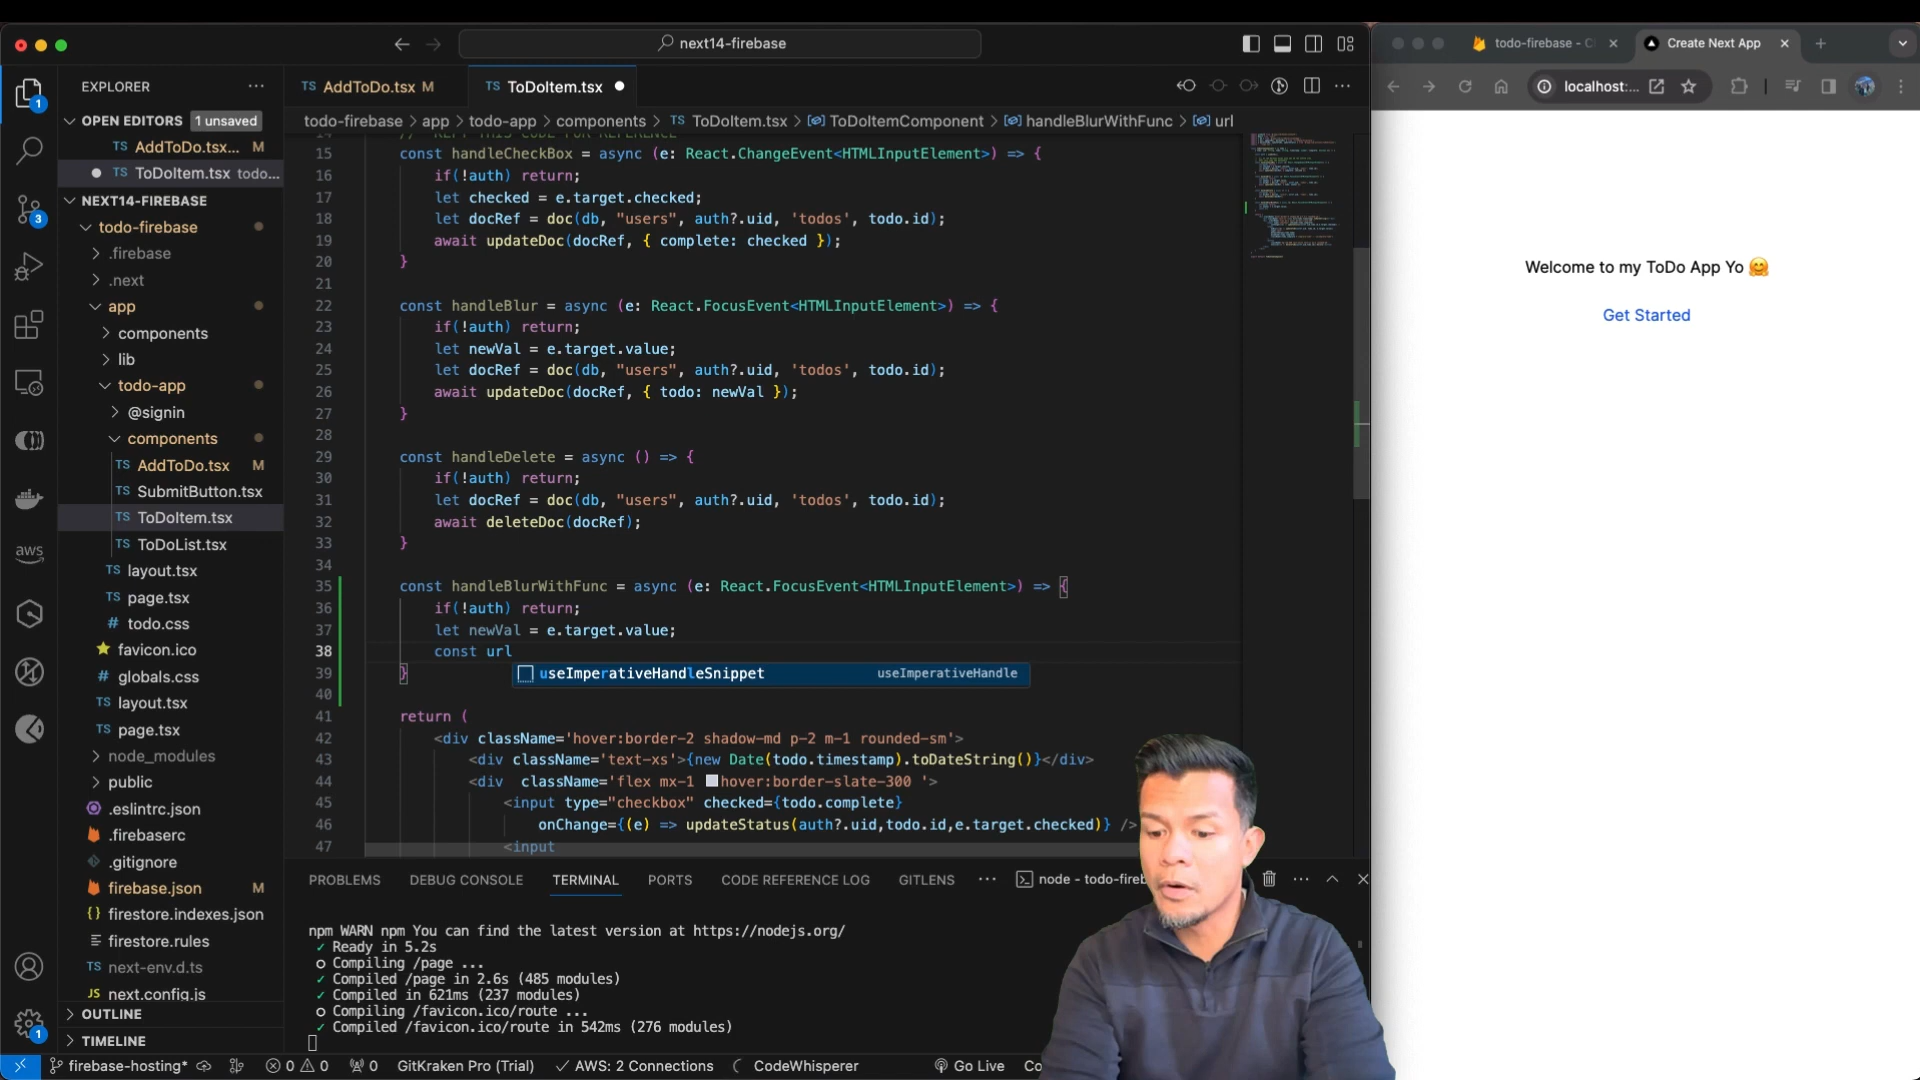 next14-firebase
todo-firebase - C
Create Next App
localhost:...
EXPLORER
AddToDo.tsx M
ToDoItem.tsx
OPEN EDITORS 1 unsaved
AddToDo.tsx... M
ToDoItem.tsx todo...
NEXT14-FIREBASE
todo-firebase
.firebase
.next
app
components
lib
todo-app
@signin
components
AddToDo.tsx M
SubmitButton.tsx
ToDoItem.tsx
ToDoList.tsx
layout.tsx
page.tsx
todo.css
favicon.ico
globals.css
layout.tsx
page.tsx
node_modules
public
.eslintrc.json
.firebaserc
.gitignore
firebase.json M
firestore.indexes.json
firestore.rules
next-env.d.ts
next.config.js
OUTLINE
TIMELINE
aws
1
3
1
todo-firebase > app > todo-app > components > TS ToDoItem.tsx > ToDoItemComponent > handleBlurWithFunc > url
15 const handleCheckBox = async (e: React.ChangeEvent<HTMLInputElement>) => {
16 if(!auth) return;
17 let checked = e.target.checked;
18 let docRef = doc(db, "users", auth?.uid, 'todos', todo.id);
19 await updateDoc(docRef, { complete: checked });
20 }
21
22 const handleBlur = async (e: React.FocusEvent<HTMLInputElement>) => {
23 if(!auth) return;
24 let newVal = e.target.value;
25 let docRef = doc(db, "users", auth?.uid, 'todos', todo.id);
26 await updateDoc(docRef, { todo: newVal });
27 }
28
29 const handleDelete = async () => {
30 if(!auth) return;
31 let docRef = doc(db, "users", auth?.uid, 'todos', todo.id);
32 await deleteDoc(docRef);
33 }
34
35 const handleBlurWithFunc = async (e: React.FocusEvent<HTMLInputElement>) => {
36 if(!auth) return;
37 let newVal = e.target.value;
38 const url
useImperativeHandleSnippet useImperativeHandle
39 }
40
41 return (
42 <div className='hover:border-2 shadow-md p-2 m-1 rounded-sm'>
43 <div className='text-xs'>{new Date(todo.timestamp).toDateString()}</div>
44 <div className='flex mx-1 hover:border-slate-300 '>
45 <input type="checkbox" checked={todo.complete}
46 onChange={(e) => updateStatus(auth?.uid,todo.id,e.target.checked)} />
47 <input
PROBLEMS DEBUG CONSOLE TERMINAL PORTS CODE REFERENCE LOG GITLENS ··· node - todo-fireb
npm WARN npm You can find the latest version at https://nodejs.org/
✓ Ready in 5.2s
○ Compiling /page ...
✓ Compiled /page in 2.6s (485 modules)
✓ Compiled in 621ms (237 modules)
○ Compiling /favicon.ico/route ...
✓ Compiled /favicon.ico/route in 542ms (276 modules)
firebase-hosting* 0 0 0 GitKraken Pro (Trial) AWS: 2 Connections CodeWhisperer Go Live Co
Welcome to my ToDo App Yo 🤗
Get Started